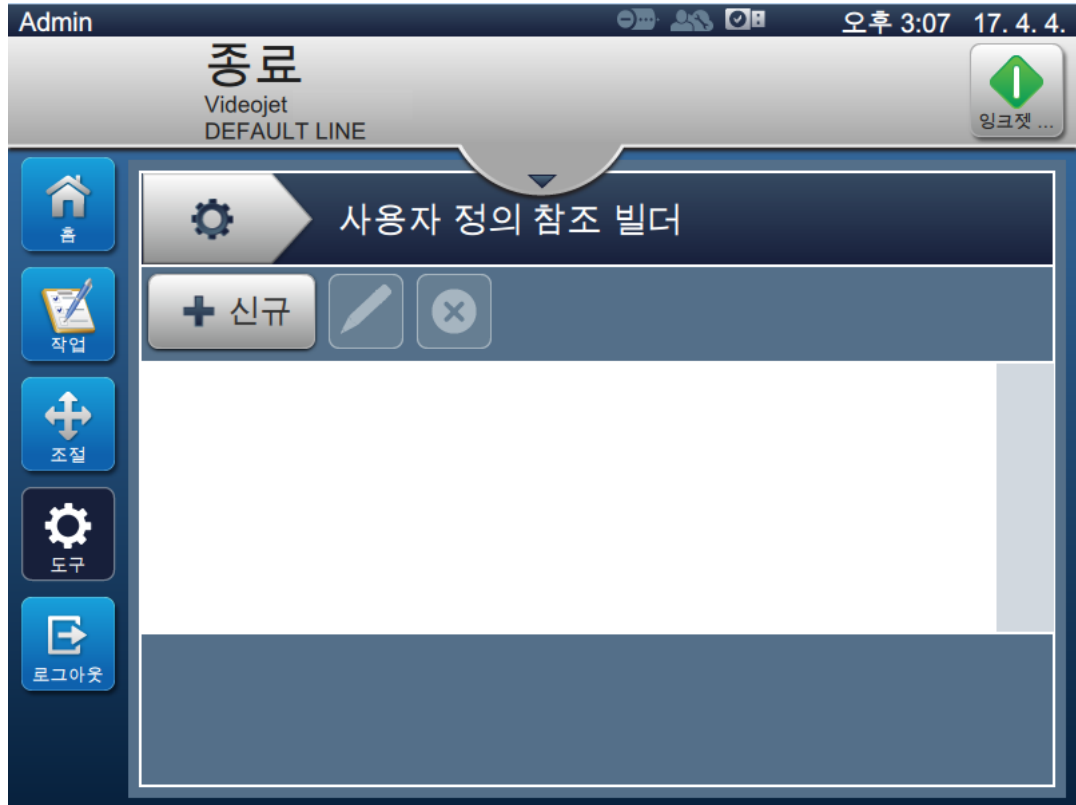 Admin
오후 3:07 17. 4. 4.
종료
Videojet
DEFAULT LINE
잉크젯 ...
홈
사용자 정의 참조 빌더
신규
작업
조절
도구
로그아웃